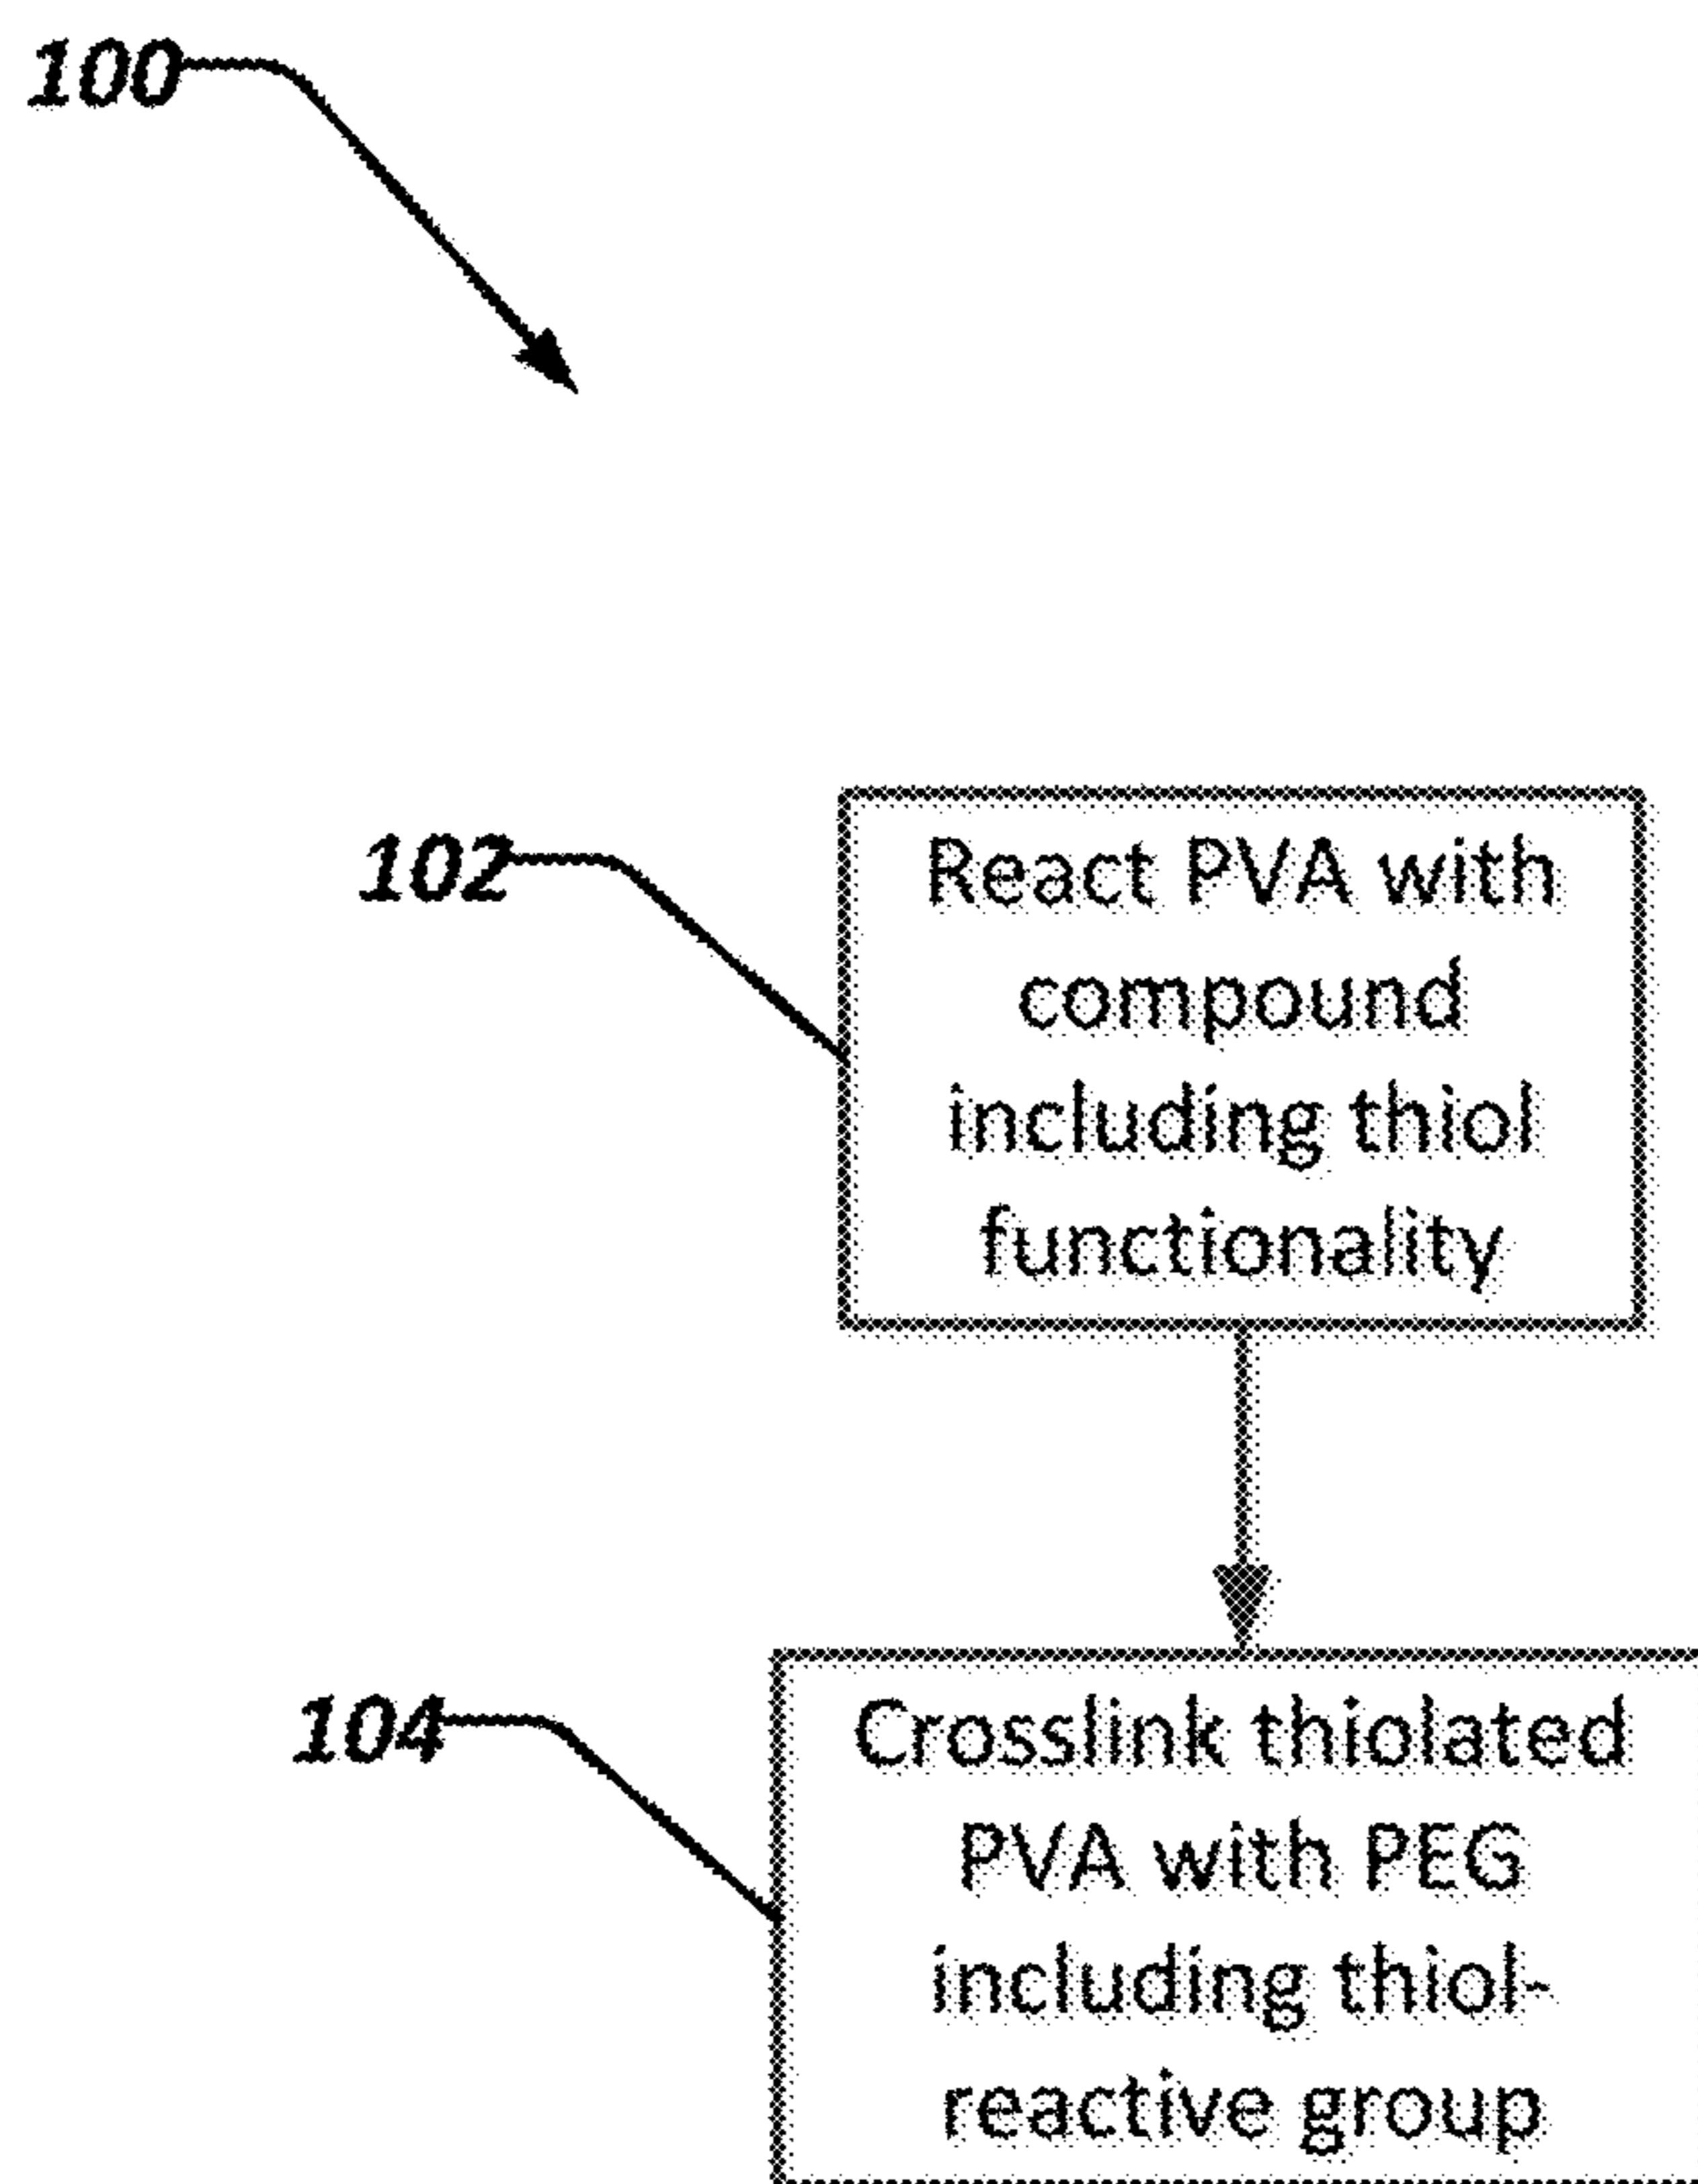 100
102
React PVA with
compound
including thiol
functionality
104
Crosslink thiolated
PVA with PEG
including thiol-
reactive group